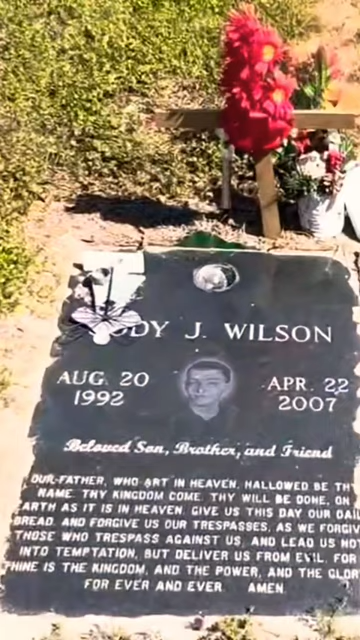 DY J. WILSON
AUG. 20
1992
APR. 22
2007
Beloved Son, Brother, and Friend
OUR FATHER, WHO ART IN HEAVEN, HALLOWED BE TH
NAME. THY KINGDOM COME. THY WILL BE DONE, ON
EARTH AS IT IS IN HEAVEN. GIVE US THIS DAY OUR DAIL
BREAD. AND FORGIVE US OUR TRESPASSES, AS WE FORGIV
THOSE WHO TRESPASS AGAINST US, AND LEAD US NOT
INTO TEMPTATION, BUT DELIVER US FROM EVIL. FOR
THINE IS THE KINGDOM, AND THE POWER, AND THE GLOR
FOR EVER AND EVER. AMEN.